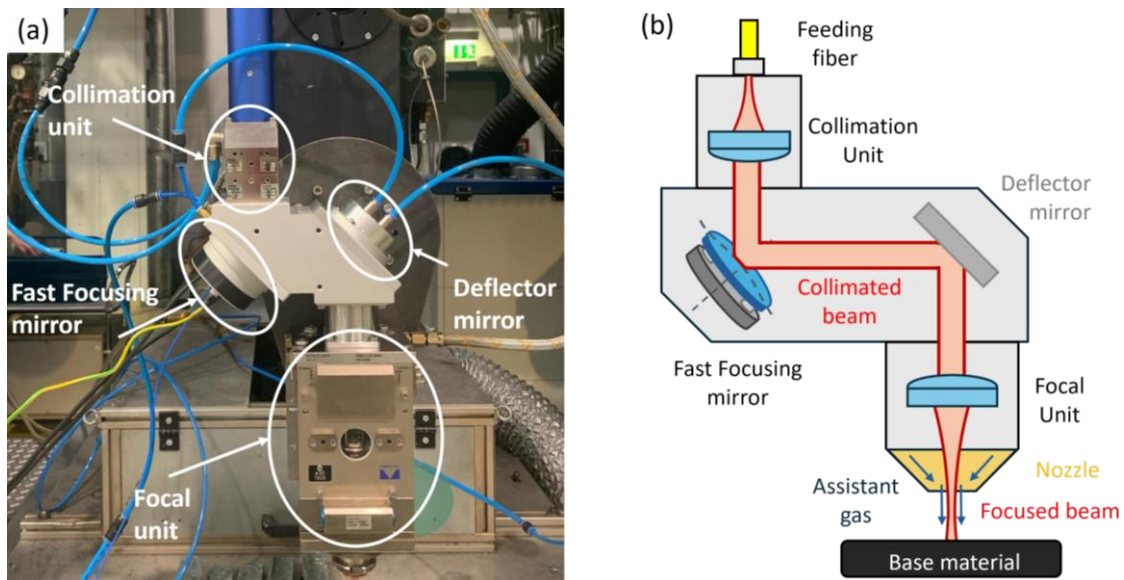 (a)
Collimation
unit
Fast Focusing
mirror
Deflector
mirror
Focal
unit
(b)
Feeding
fiber
Collimation
Unit
Deflector
mirror
Collimated
beam
Fast Focusing
mirror
Focal
Unit
Nozzle
Assistant
gas
Focused beam
Base material